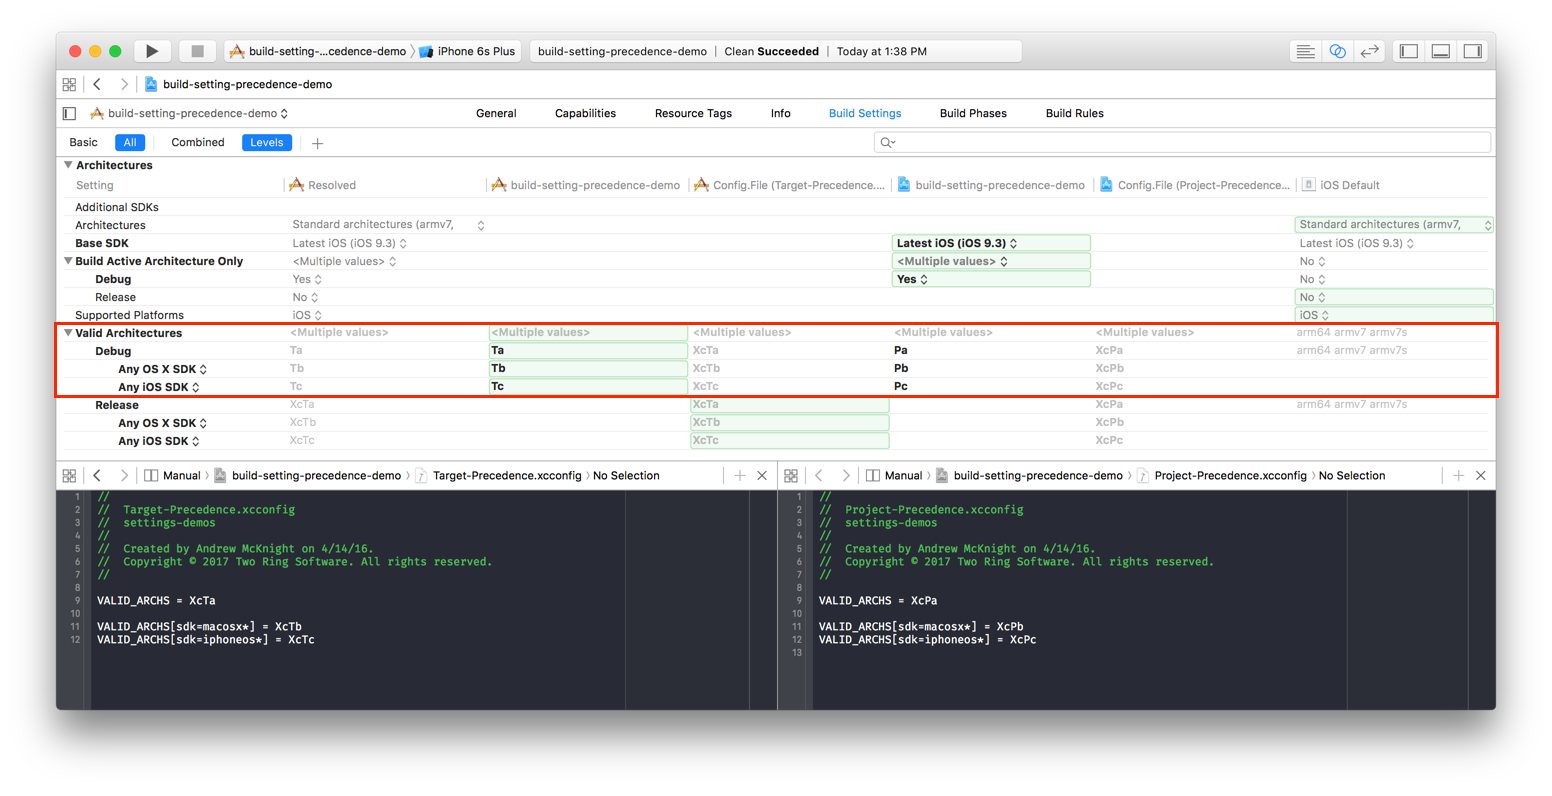 build-setting-...cedence-demo 〉 iPhone 6s Plus build-setting-precedence-demo | Clean Succeeded | Today at 1:38 PM
build-setting-precedence-demo
build-setting-precedence-demo General Capabilities Resource Tags Info Build Settings Build Phases Build Rules
Basic All Combined Levels +
Architectures
Setting Resolved build-setting-precedence-demo Config.File (Target-Precedence.... build-setting-precedence-demo Config.File (Project-Precedence... iOS Default
Additional SDKs
Architectures Standard architectures (armv7, Standard architectures (armv7,
Base SDK Latest iOS (iOS 9.3) Latest iOS (iOS 9.3) Latest iOS (iOS 9.3)
Build Active Architecture Only <Multiple values> <Multiple values> No
Debug Yes Yes No
Release No No
Supported Platforms iOS iOS
Valid Architectures <Multiple values> <Multiple values> <Multiple values> <Multiple values> <Multiple values> arm64 armv7 armv7s
Debug Ta Ta XcTa Pa XcPa arm64 armv7 armv7s
Any OS X SDK Tb Tb XcTb Pb XcPb
Any iOS SDK Tc Tc XcTc Pc XcPc
Release XcTa XcTa XcPa arm64 armv7 armv7s
Any OS X SDK XcTb XcTb XcPb
Any iOS SDK XcTc XcTc XcPc
Manual 〉 build-setting-precedence-demo 〉 Target-Precedence.xcconfig 〉 No Selection
1 //
2 // Target-Precedence.xcconfig
3 // settings-demos
4 //
5 // Created by Andrew McKnight on 4/14/16.
6 // Copyright © 2017 Two Ring Software. All rights reserved.
7 //
8
9 VALID_ARCHS = XcTa
10
11 VALID_ARCHS[sdk=macosx*] = XcTb
12 VALID_ARCHS[sdk=iphoneos*] = XcTc
Manual 〉 build-setting-precedence-demo 〉 Project-Precedence.xcconfig 〉 No Selection
1 //
2 // Project-Precedence.xcconfig
3 // settings-demos
4 //
5 // Created by Andrew McKnight on 4/14/16.
6 // Copyright © 2017 Two Ring Software. All rights reserved.
7 //
8
9 VALID_ARCHS = XcPa
10
11 VALID_ARCHS[sdk=macosx*] = XcPb
12 VALID_ARCHS[sdk=iphoneos*] = XcPc
13